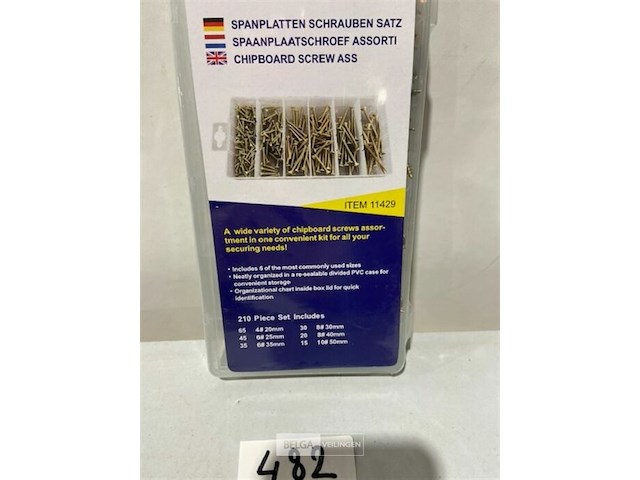 SPANPLATTEN SCHRAUBEN SATZ
SPAANPLAATSCHROEF ASSORTI
CHIPBOARD SCREW ASS
ITEM 11429
A wide variety of chipboard screws assor-
tment in one convenient kit for all your
securing needs!
• Includes 6 of the most commonly used sizes
• Neatly organized in a re-sealable divided PVC case for
convenient storage
• Organizational chart inside box lid for quick
identification
210 Piece Set Includes
65 4# 20mm 30 8# 30mm
45 6# 25mm 20 8# 40mm
35 6# 35mm 15 10# 50mm
BELGA VEILINGEN
482